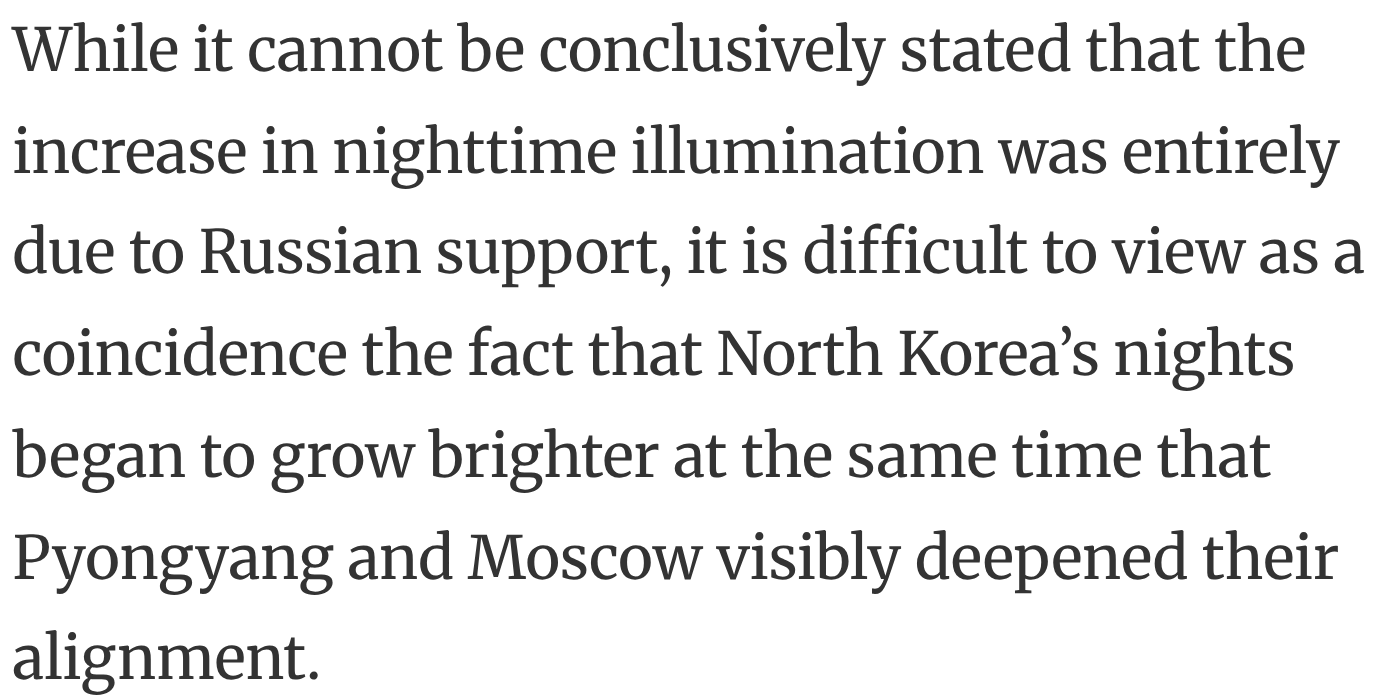 While it cannot be conclusively stated that the
increase in nighttime illumination was entirely
due to Russian support, it is difficult to view as a
coincidence the fact that North Korea’s nights
began to grow brighter at the same time that
Pyongyang and Moscow visibly deepened their
alignment.